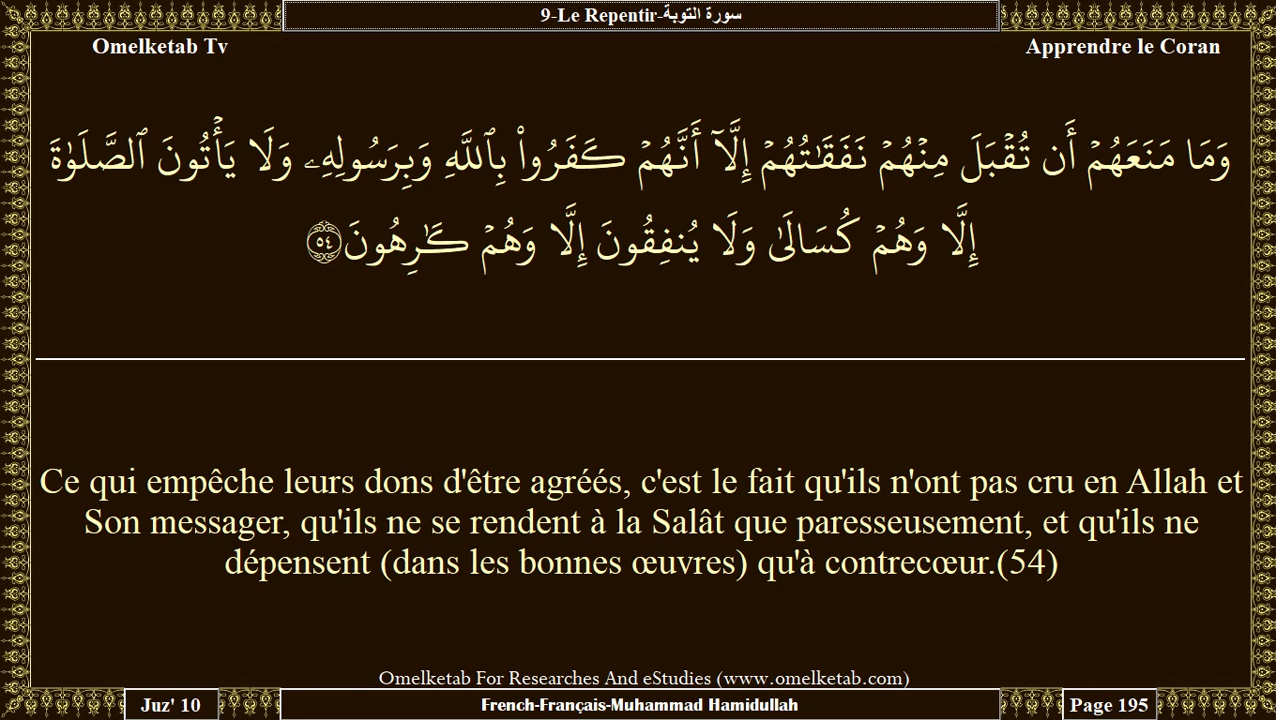 9-Le Repentir-سورة التوبة
Omelketab Tv
Apprendre le Coran
وَمَا مَنَعَهُمۡ أَن تُقۡبَلَ مِنۡهُمۡ نَفَقَٰتُهُمۡ إِلَّآ أَنَّهُمۡ كَفَرُواْ بِٱللَّهِ وَبِرَسُولِهِۦ وَلَا يَأۡتُونَ ٱلصَّلَوٰةَ
إِلَّا وَهُمۡ كُسَالَىٰ وَلَا يُنفِقُونَ إِلَّا وَهُمۡ كَٰرِهُونَ ٥٤
Ce qui empêche leurs dons d'être agréés, c'est le fait qu'ils n'ont pas cru en Allah et
Son messager, qu'ils ne se rendent à la Salât que paresseusement, et qu'ils ne
dépensent (dans les bonnes œuvres) qu'à contrecœur.(54)
Omelketab For Researches And eStudies (www.omelketab.com)
Juz' 10
French-Français-Muhammad Hamidullah
Page 195